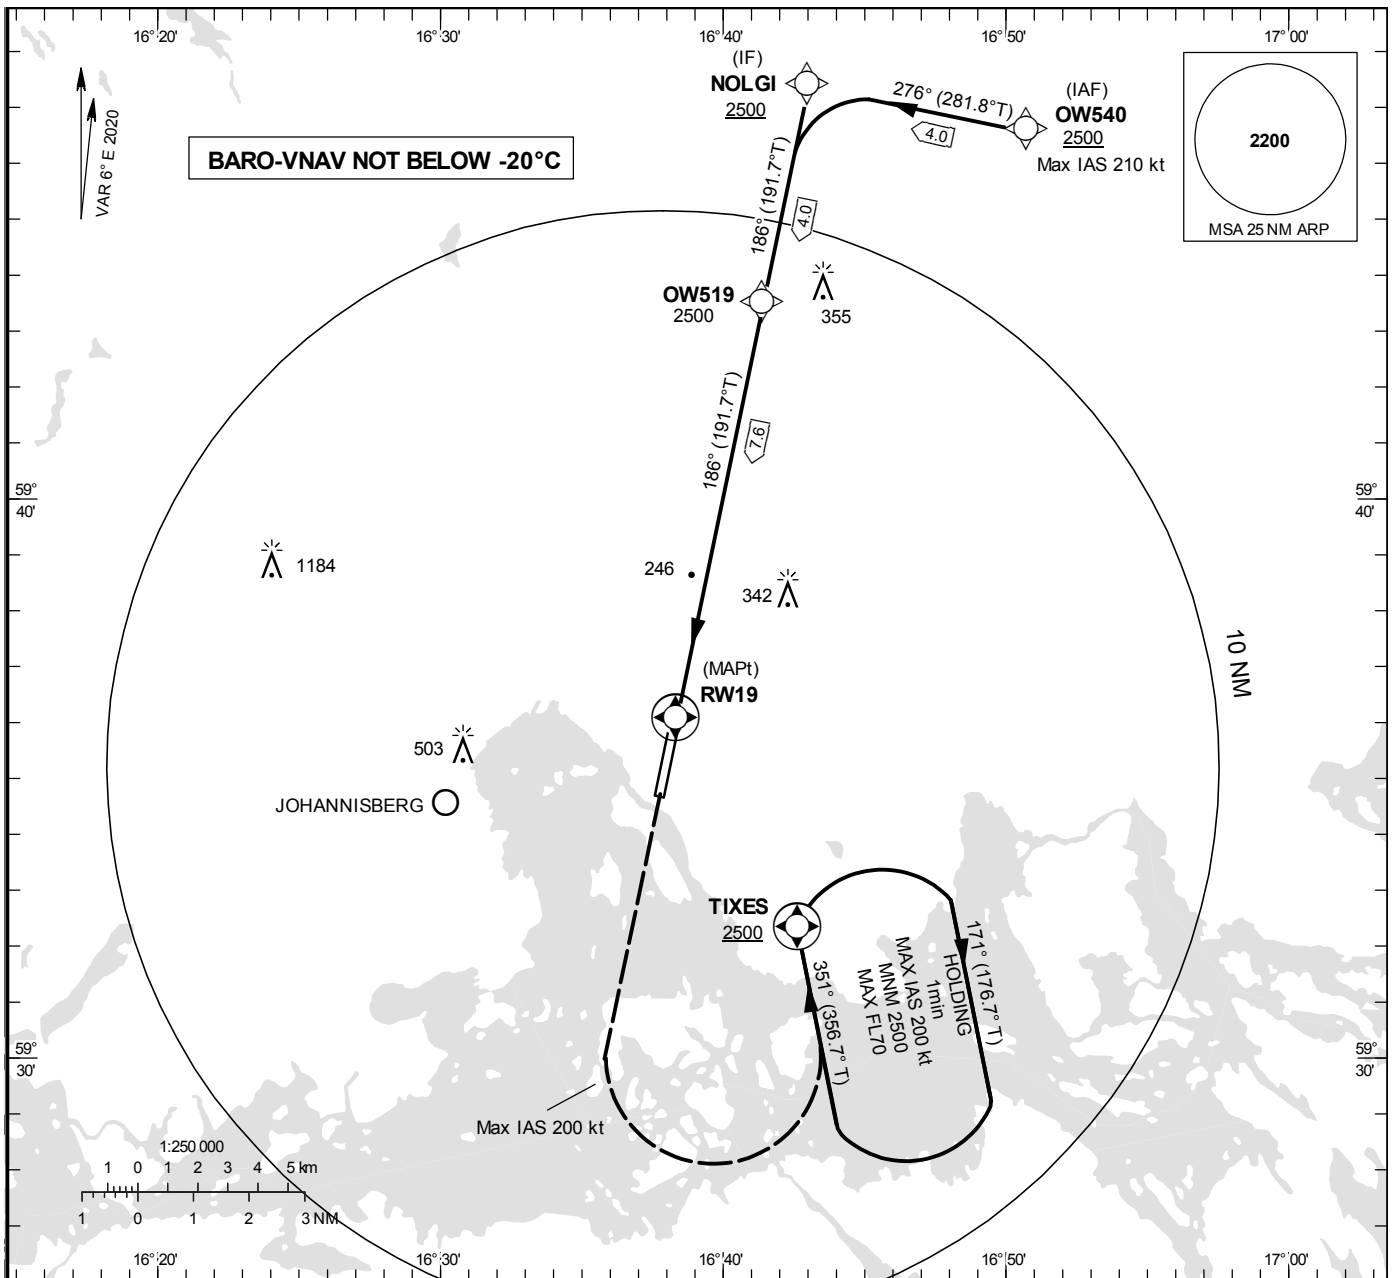 16°20'
16°30'
16°40'
16°50'
17°00'
VAR 6° E 2020
BARO-VNAV NOT BELOW -20°C
(IF)
NOLGI
2500
276° (281.8°T)
4.0
(IAF)
OW540
2500
Max IAS 210 kt
2200
MSA 25 NM ARP
186° (191.7°T)
4.0
OW519
2500
355
186° (191.7°T)
7.6
59°
40'
59°
40'
1184
246
342
10 NM
(MAPt)
RW19
503
JOHANNISBERG
TIXES
2500
351° (356.7° T)
HOLDING
1min
MAX IAS 200 kt
MNM 2500
MAX FL70
171° (176.7° T)
59°
30'
59°
30'
Max IAS 200 kt
1:250 000
1 0 1 2 3 4 5 km
1 0 1 2 3 NM
16°20'
16°30'
16°40'
16°50'
17°00'